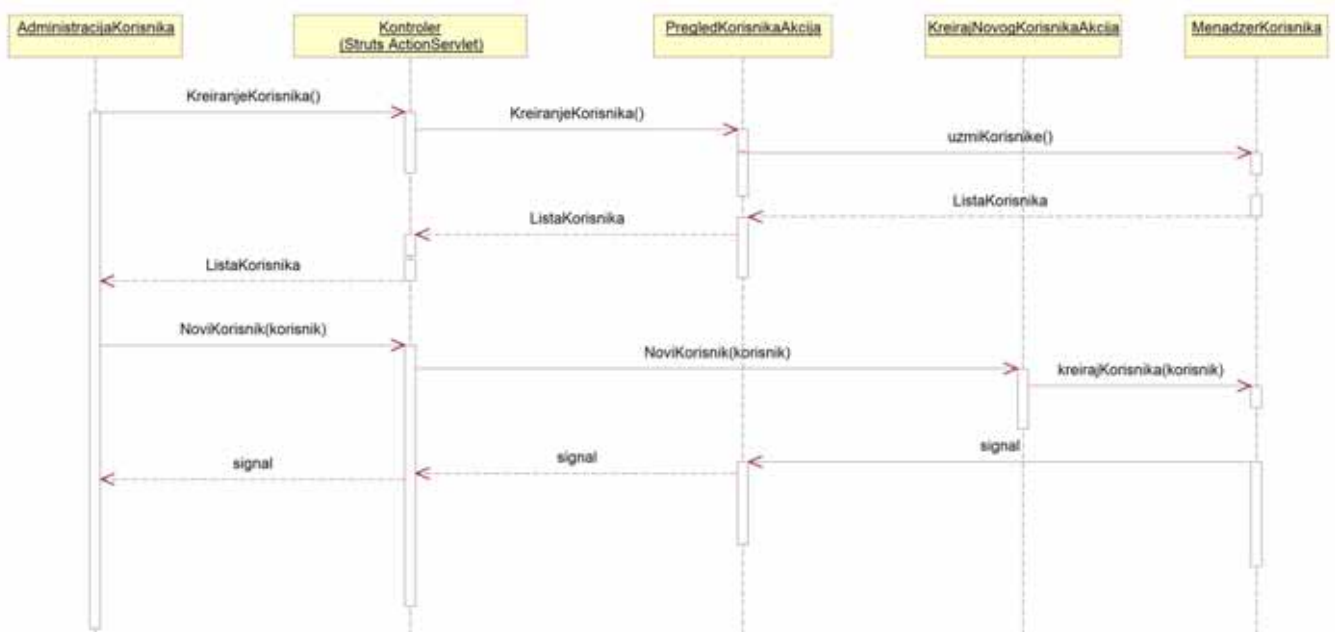 AdministracijaKorisnika
Kontroler
(Struts ActionServlet)
PregledKorisnikaAkcija
KreirajNovogKorisnikaAkcija
MenadzerKorisnika
KreiranjeKorisnika()
KreiranjeKorisnika()
uzmiKorisnike()
ListaKorisnika
ListaKorisnika
ListaKorisnika
NoviKorisnik(korisnik)
NoviKorisnik(korisnik)
kreirajKorisnika(korisnik)
signal
signal
signal